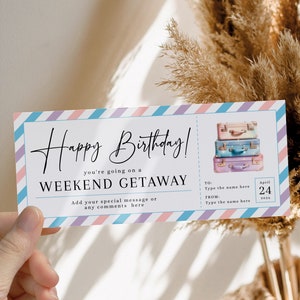 Happy Birthday!
you're going on a
WEEKEND GETAWAY
Add your special message or
any comments here
TO:
Type the name here
FROM:
Type the name here
April
24